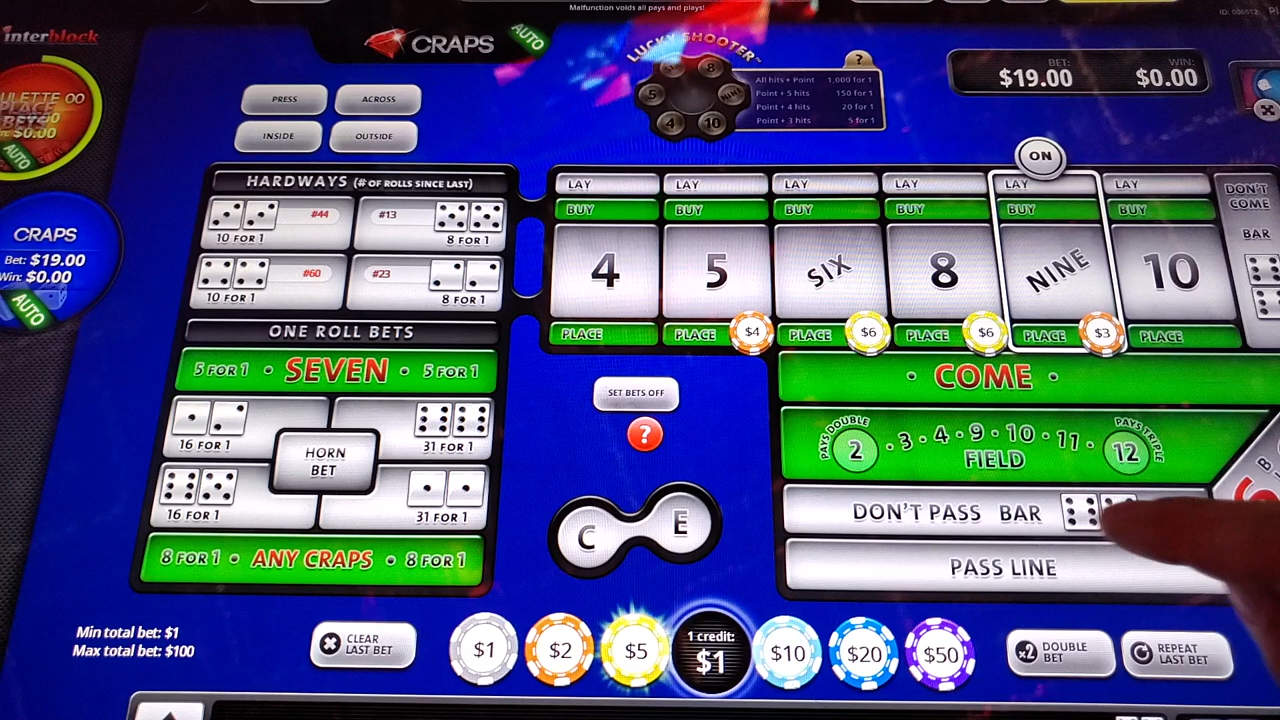 Malfunction voids all pays and plays!
interblock
CRAPS
AUTO
LUCKY SHOOTER
8
5
NINE
4
10
?
All hits + Point 1,000 for 1
Point + 5 hits 150 for 1
Point + 4 hits 20 for 1
Point + 3 hits 5 for 1
BET:
$19.00
WIN:
$0.00
AUTO
CRAPS
Bet: $19.00
Win: $0.00
AUTO
PRESS
ACROSS
INSIDE
OUTSIDE
HARDWAYS (# OF ROLLS SINCE LAST)
#44
10 FOR 1
#13
8 FOR 1
#60
10 FOR 1
#23
8 FOR 1
ONE ROLL BETS
5 FOR 1 • SEVEN • 5 FOR 1
16 FOR 1
31 FOR 1
HORN
BET
16 FOR 1
31 FOR 1
8 FOR 1 • ANY CRAPS • 8 FOR 1
ON
LAY LAY LAY LAY LAY LAY
BUY BUY BUY BUY BUY BUY
4 5 SIX 8 NINE 10
PLACE PLACE $4 PLACE $6 PLACE $6 PLACE $3 PLACE
DON'T
COME
BAR
SET BETS OFF
?
C E
• COME •
PAYS DOUBLE
2 • 3 • 4 • 9 • 10 • 11 • 12
PAYS TRIPLE
FIELD
DON'T PASS BAR
PASS LINE
B
Min total bet: $1
Max total bet: $100
CLEAR
LAST BET
$1
$2
$5
1 credit:
$1
$10
$20
$50
x2 DOUBLE
BET
REPEAT
LAST BET